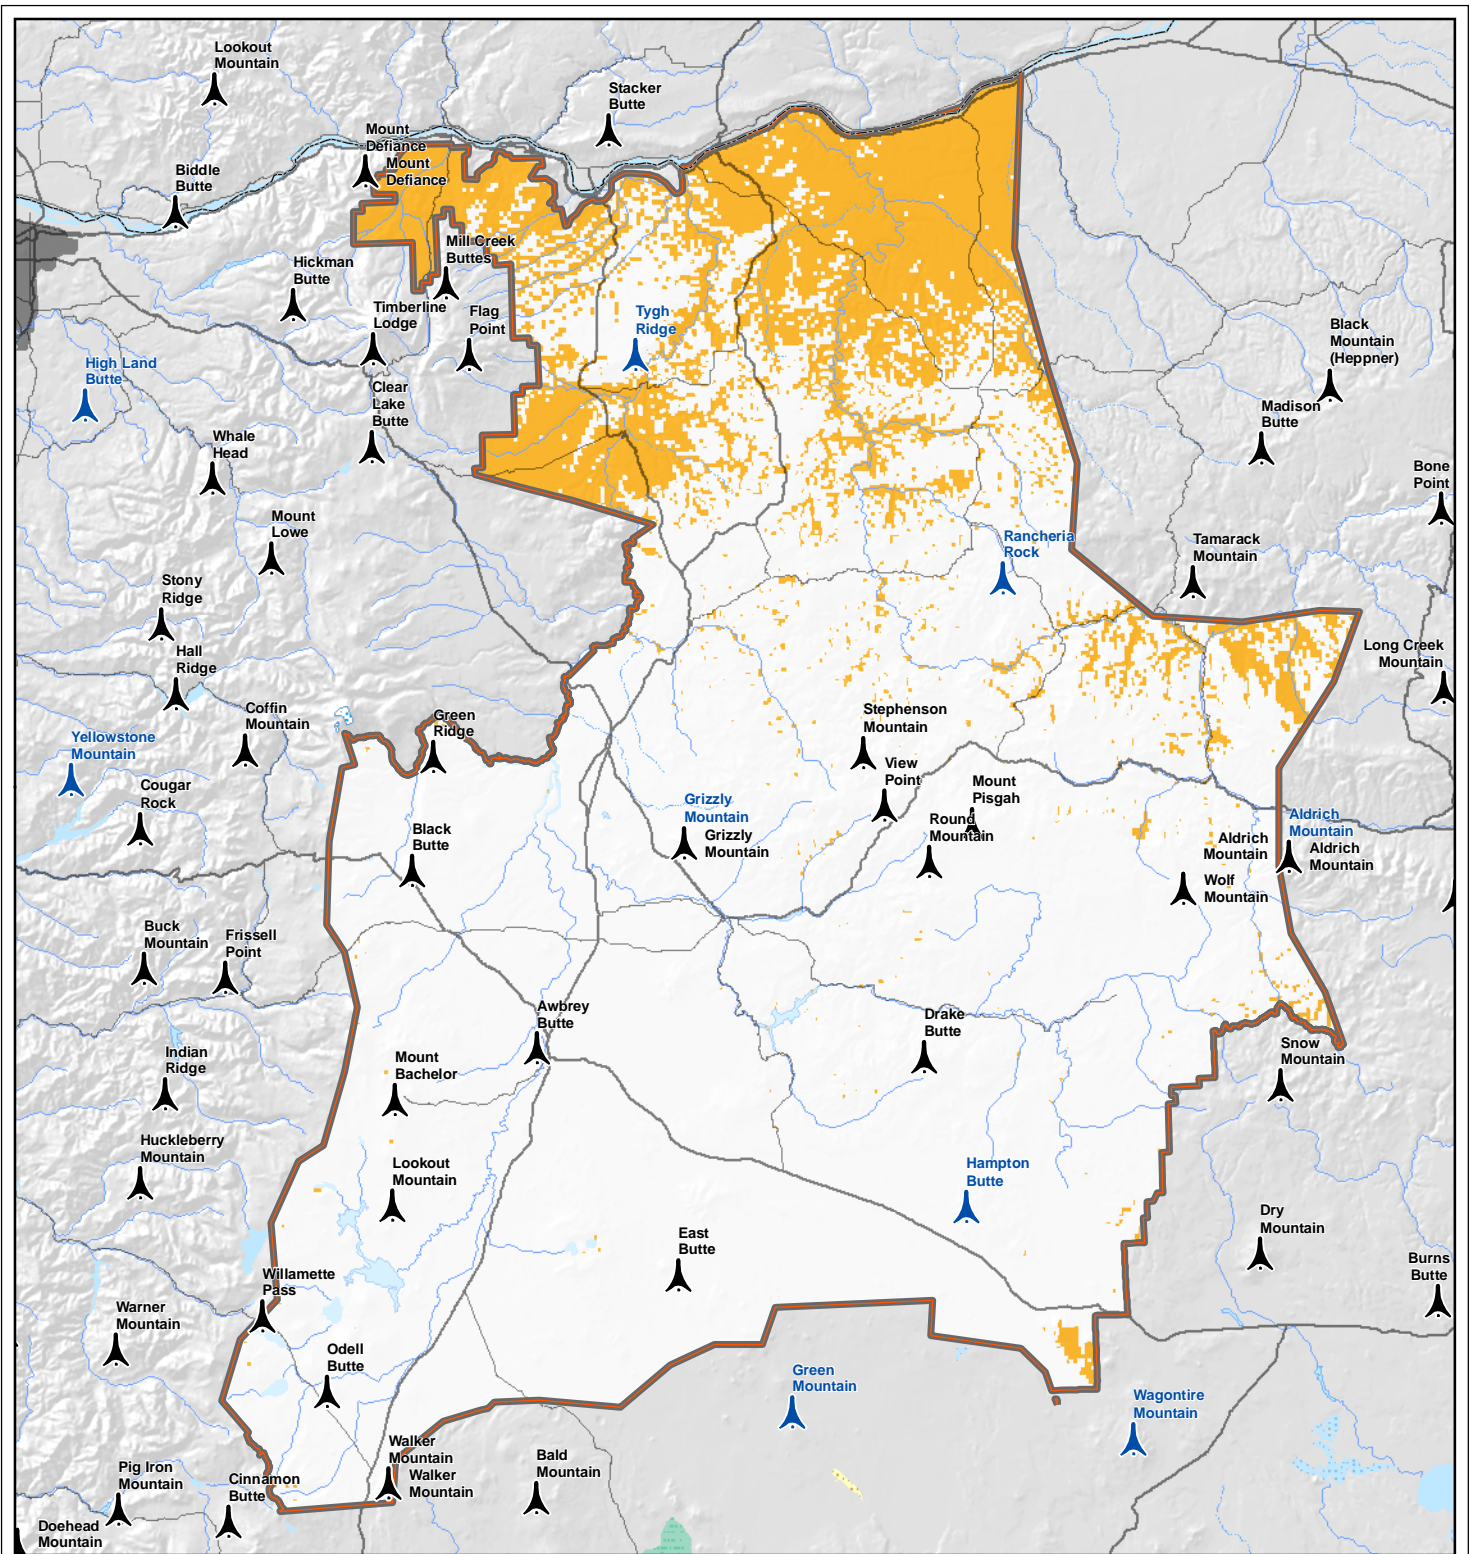 Lookout
Mountain
Stacker
Butte
Mount
Defiance
Mount
Defiance
Biddle
Butte
Mill Creek
Buttes
Hickman
Butte
Timberline
Lodge
Flag
Point
Tygh
Ridge
Black
Mountain
(Heppner)
High Land
Butte
Clear
Lake
Butte
Madison
Butte
Whale
Head
Bone
Point
Mount
Lowe
Rancheria
Rock
Tamarack
Mountain
Stony
Ridge
Hall
Ridge
Long Creek
Mountain
Coffin
Mountain
Green
Ridge
Stephenson
Mountain
Yellowstone
Mountain
View
Point
Cougar
Rock
Mount
Pisgah
Grizzly
Mountain
Grizzly
Mountain
Round
Mountain
Black
Butte
Aldrich
Mountain
Aldrich
Mountain
Aldrich
Mountain
Wolf
Mountain
Buck
Mountain
Frissell
Point
Awbrey
Butte
Drake
Butte
Indian
Ridge
Mount
Bachelor
Snow
Mountain
Huckleberry
Mountain
Lookout
Mountain
Hampton
Butte
Dry
Mountain
East
Butte
Burns
Butte
Willamette
Pass
Warner
Mountain
Odell
Butte
Green
Mountain
Wagontire
Mountain
Walker
Mountain
Walker
Mountain
Bald
Mountain
Pig Iron
Mountain
Cinnamon
Butte
Doehead
Mountain